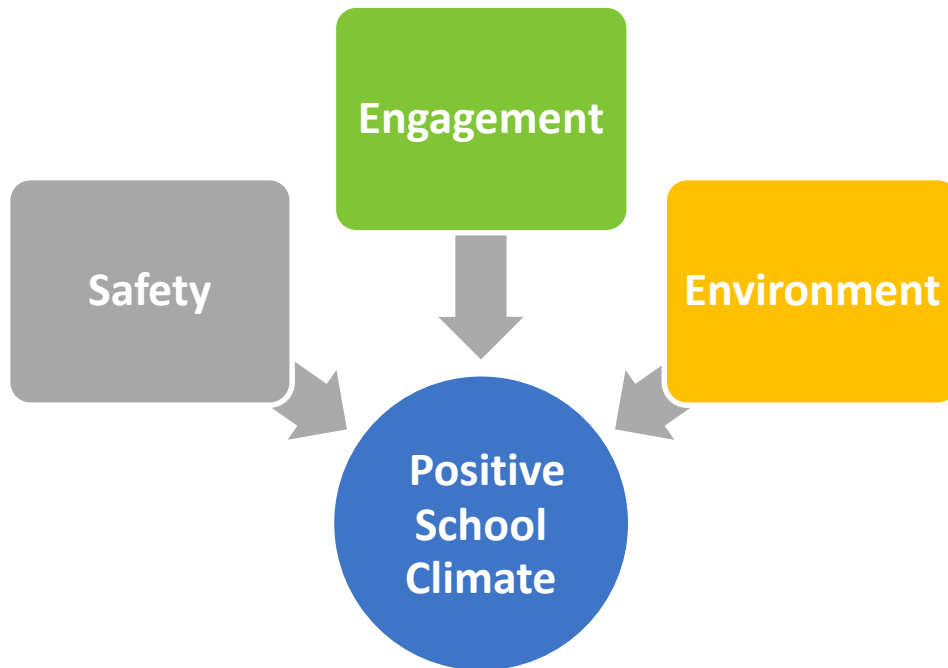 Engagement
Safety
Environment
Positive
School
Climate